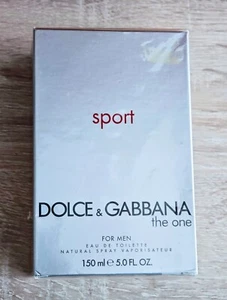 sport
DOLCE & GABBANA
the one
FOR MEN
EAU DE TOILETTE
NATURAL SPRAY VAPORISATEUR
150 ml ℮ 5.0 FL. OZ.